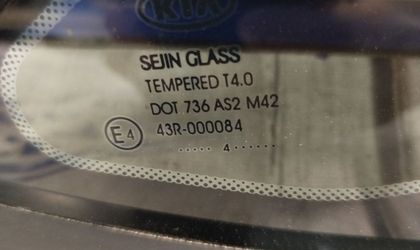 KIA
SEJIN GLASS
TEMPERED T4.0
DOT 736 AS2 M42
E4 43R-000084
····· 4 ······